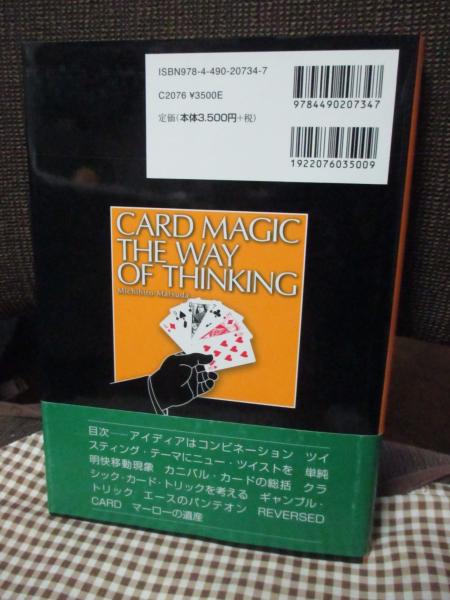 ISBN978-4-490-20734-7
C2076 ¥3500E
定価(本体3.500円+税)
9784490207347
1922076035009
CARD MAGIC
THE WAY
OF THINKING
Michihiro Matsuda
目次——アイディアはコンビネーション ツイ
スティング・テーマにニュー・ツイストを 単純
明快移動現象 カニバル・カードの総括 クラ
シック・カード・トリックを考える ギャンブル・
トリック エースのパンテオン REVERSED
CARD マーローの遺産